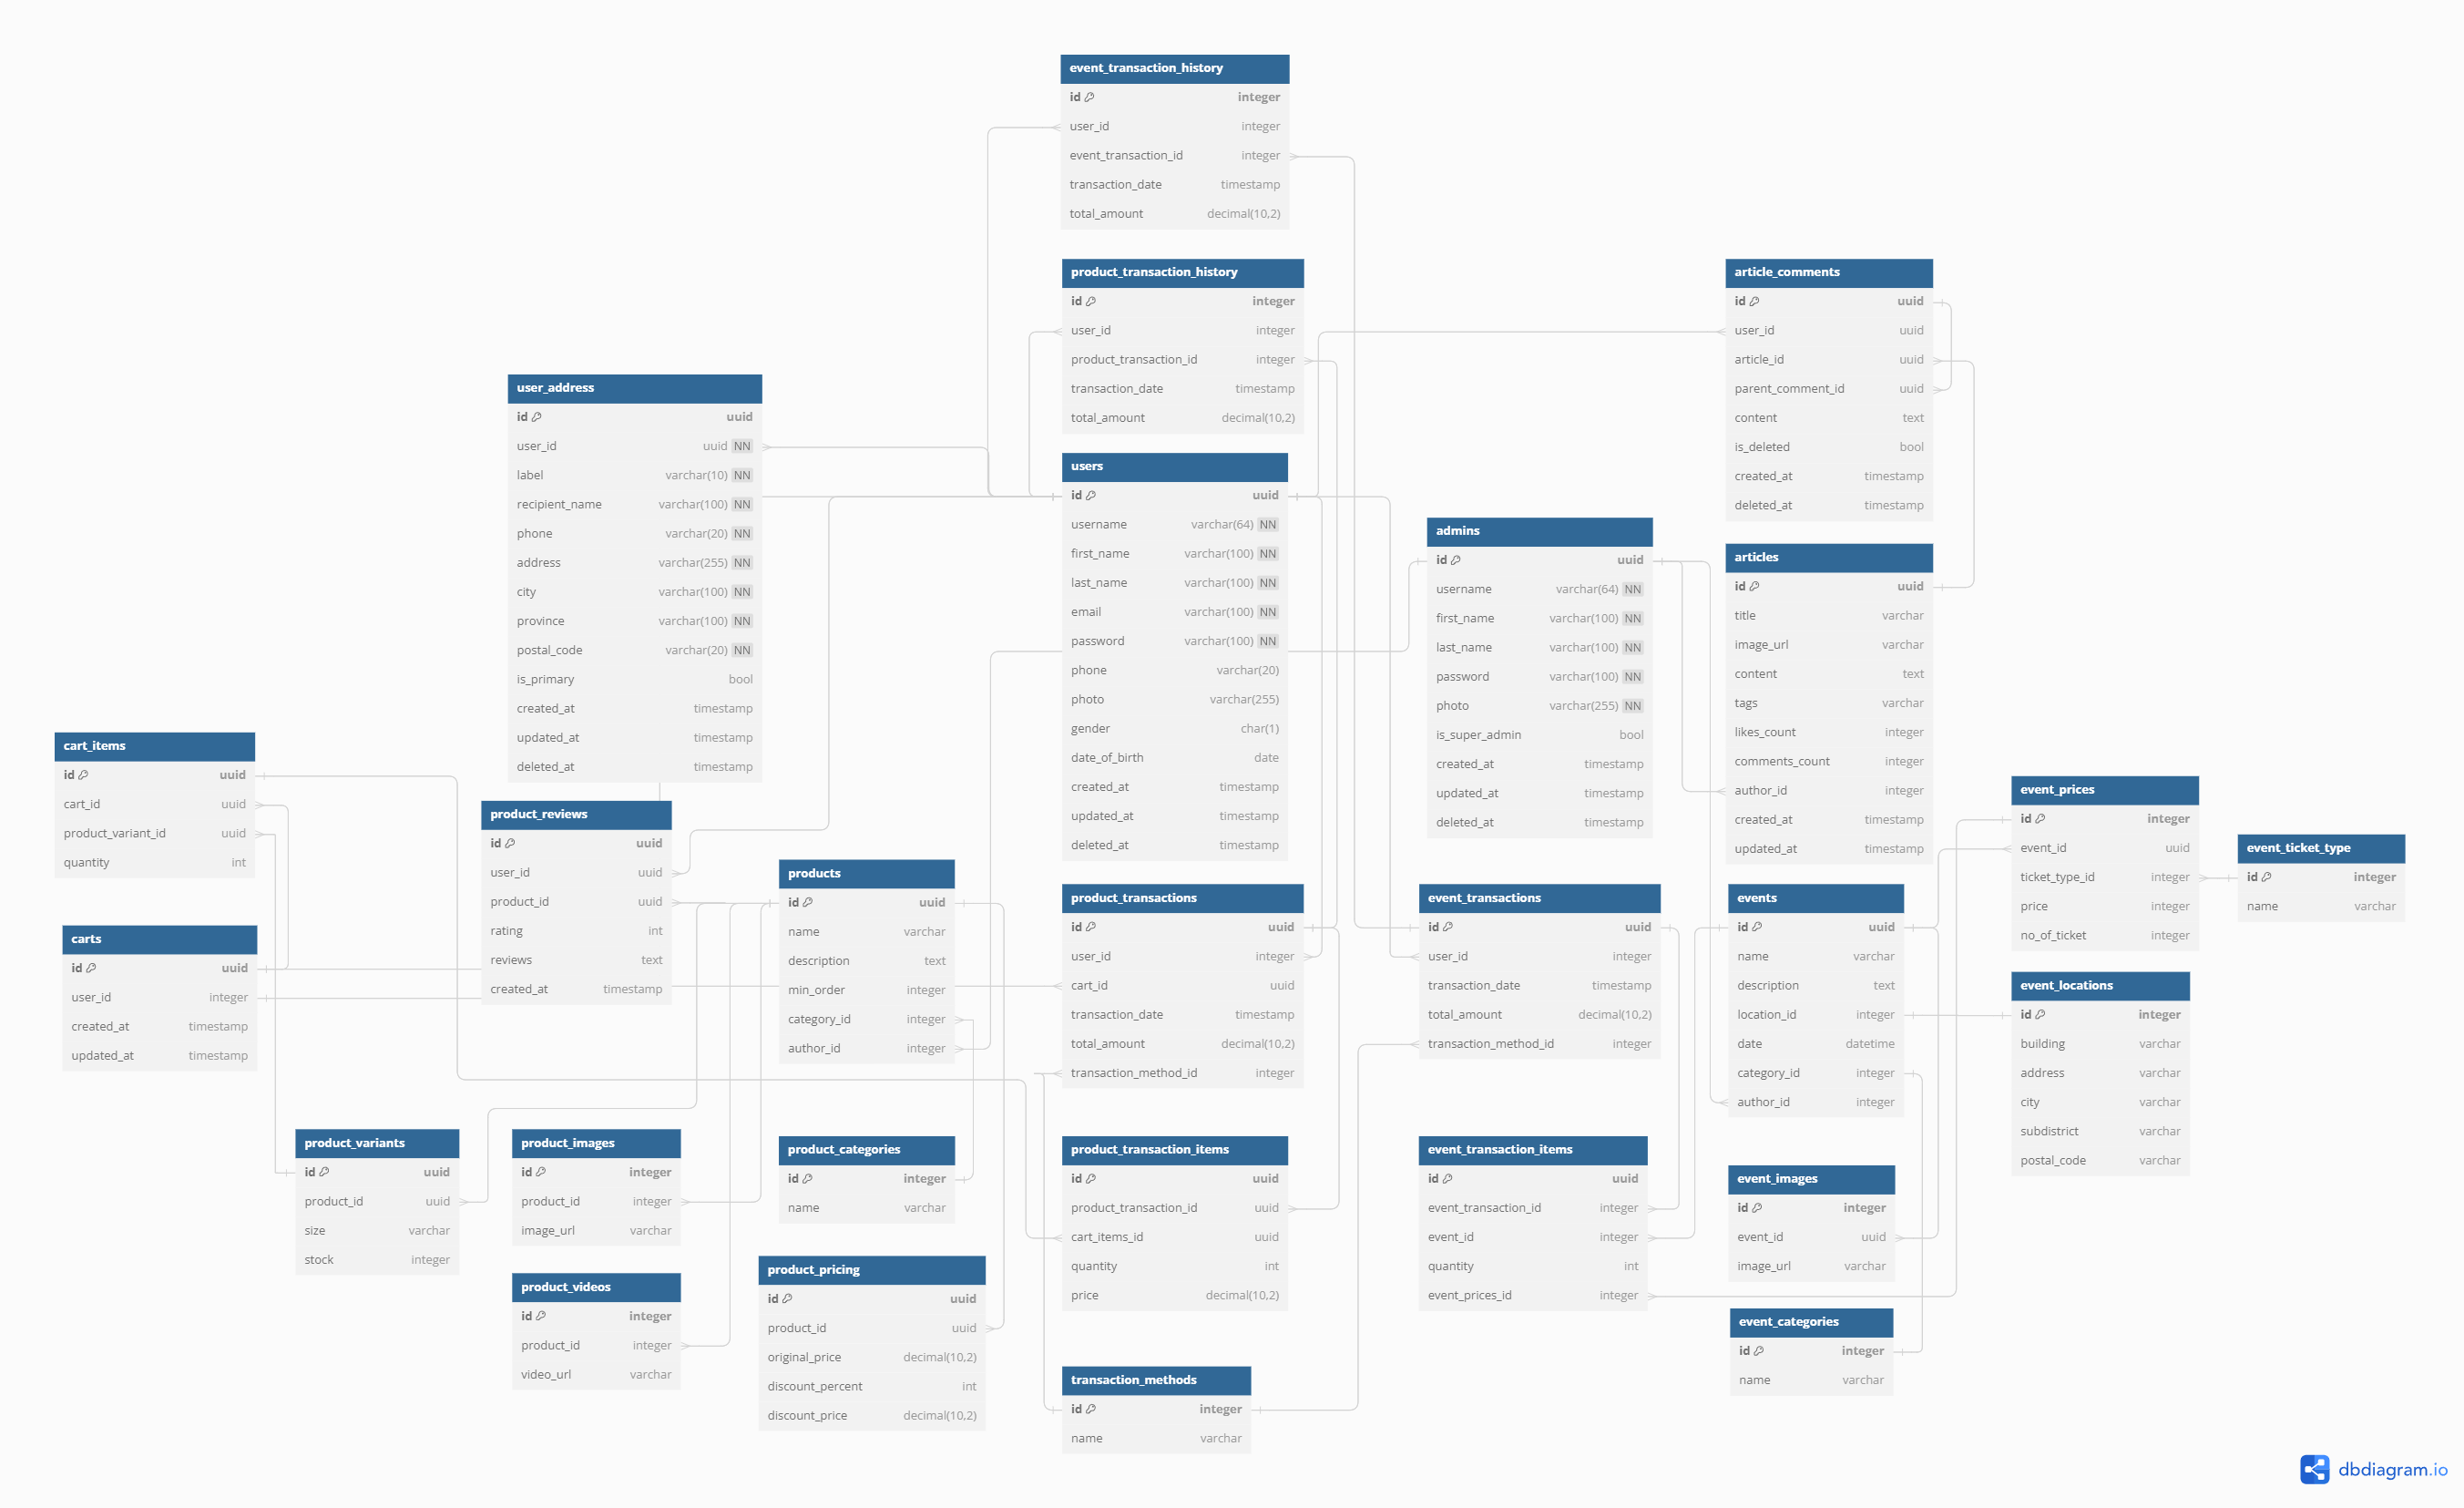 event_transaction_history
id integer
user_id integer
event_transaction_id integer
transaction_date timestamp
total_amount decimal(10,2)
product_transaction_history
id integer
user_id integer
product_transaction_id integer
transaction_date timestamp
total_amount decimal(10,2)
article_comments
id uuid
user_id uuid
article_id uuid
parent_comment_id uuid
content text
is_deleted bool
created_at timestamp
deleted_at timestamp
user_address
id uuid
user_id uuid NN
label varchar(10) NN
recipient_name varchar(100) NN
phone varchar(20) NN
address varchar(255) NN
city varchar(100) NN
province varchar(100) NN
postal_code varchar(20) NN
is_primary bool
created_at timestamp
updated_at timestamp
deleted_at timestamp
users
id uuid
username varchar(64) NN
first_name varchar(100) NN
last_name varchar(100) NN
email varchar(100) NN
password varchar(100) NN
phone varchar(20)
photo varchar(255)
gender char(1)
date_of_birth date
created_at timestamp
updated_at timestamp
deleted_at timestamp
admins
id uuid
username varchar(64) NN
first_name varchar(100) NN
last_name varchar(100) NN
password varchar(100) NN
photo varchar(255) NN
is_super_admin bool
created_at timestamp
updated_at timestamp
deleted_at timestamp
articles
id uuid
title varchar
image_url varchar
content text
tags varchar
likes_count integer
comments_count integer
author_id integer
created_at timestamp
updated_at timestamp
cart_items
id uuid
cart_id uuid
product_variant_id uuid
quantity int
product_reviews
id uuid
user_id uuid
product_id uuid
rating int
reviews text
created_at timestamp
products
id uuid
name varchar
description text
min_order integer
category_id integer
author_id integer
event_prices
id integer
event_id uuid
ticket_type_id integer
price integer
no_of_ticket integer
event_ticket_type
id integer
name varchar
carts
id uuid
user_id integer
created_at timestamp
updated_at timestamp
product_transactions
id uuid
user_id integer
cart_id uuid
transaction_date timestamp
total_amount decimal(10,2)
transaction_method_id integer
event_transactions
id uuid
user_id integer
transaction_date timestamp
total_amount decimal(10,2)
transaction_method_id integer
events
id uuid
name varchar
description text
location_id integer
date datetime
category_id integer
author_id integer
event_locations
id integer
building varchar
address varchar
city varchar
subdistrict varchar
postal_code varchar
product_variants
id uuid
product_id uuid
size varchar
stock integer
product_images
id integer
product_id integer
image_url varchar
product_categories
id integer
name varchar
product_transaction_items
id uuid
product_transaction_id uuid
cart_items_id uuid
quantity int
price decimal(10,2)
event_transaction_items
id uuid
event_transaction_id integer
event_id integer
quantity int
event_prices_id integer
event_images
id integer
event_id uuid
image_url varchar
product_videos
id integer
product_id integer
video_url varchar
product_pricing
id uuid
product_id uuid
original_price decimal(10,2)
discount_percent int
discount_price decimal(10,2)
event_categories
id integer
name varchar
transaction_methods
id integer
name varchar
dbdiagram.io